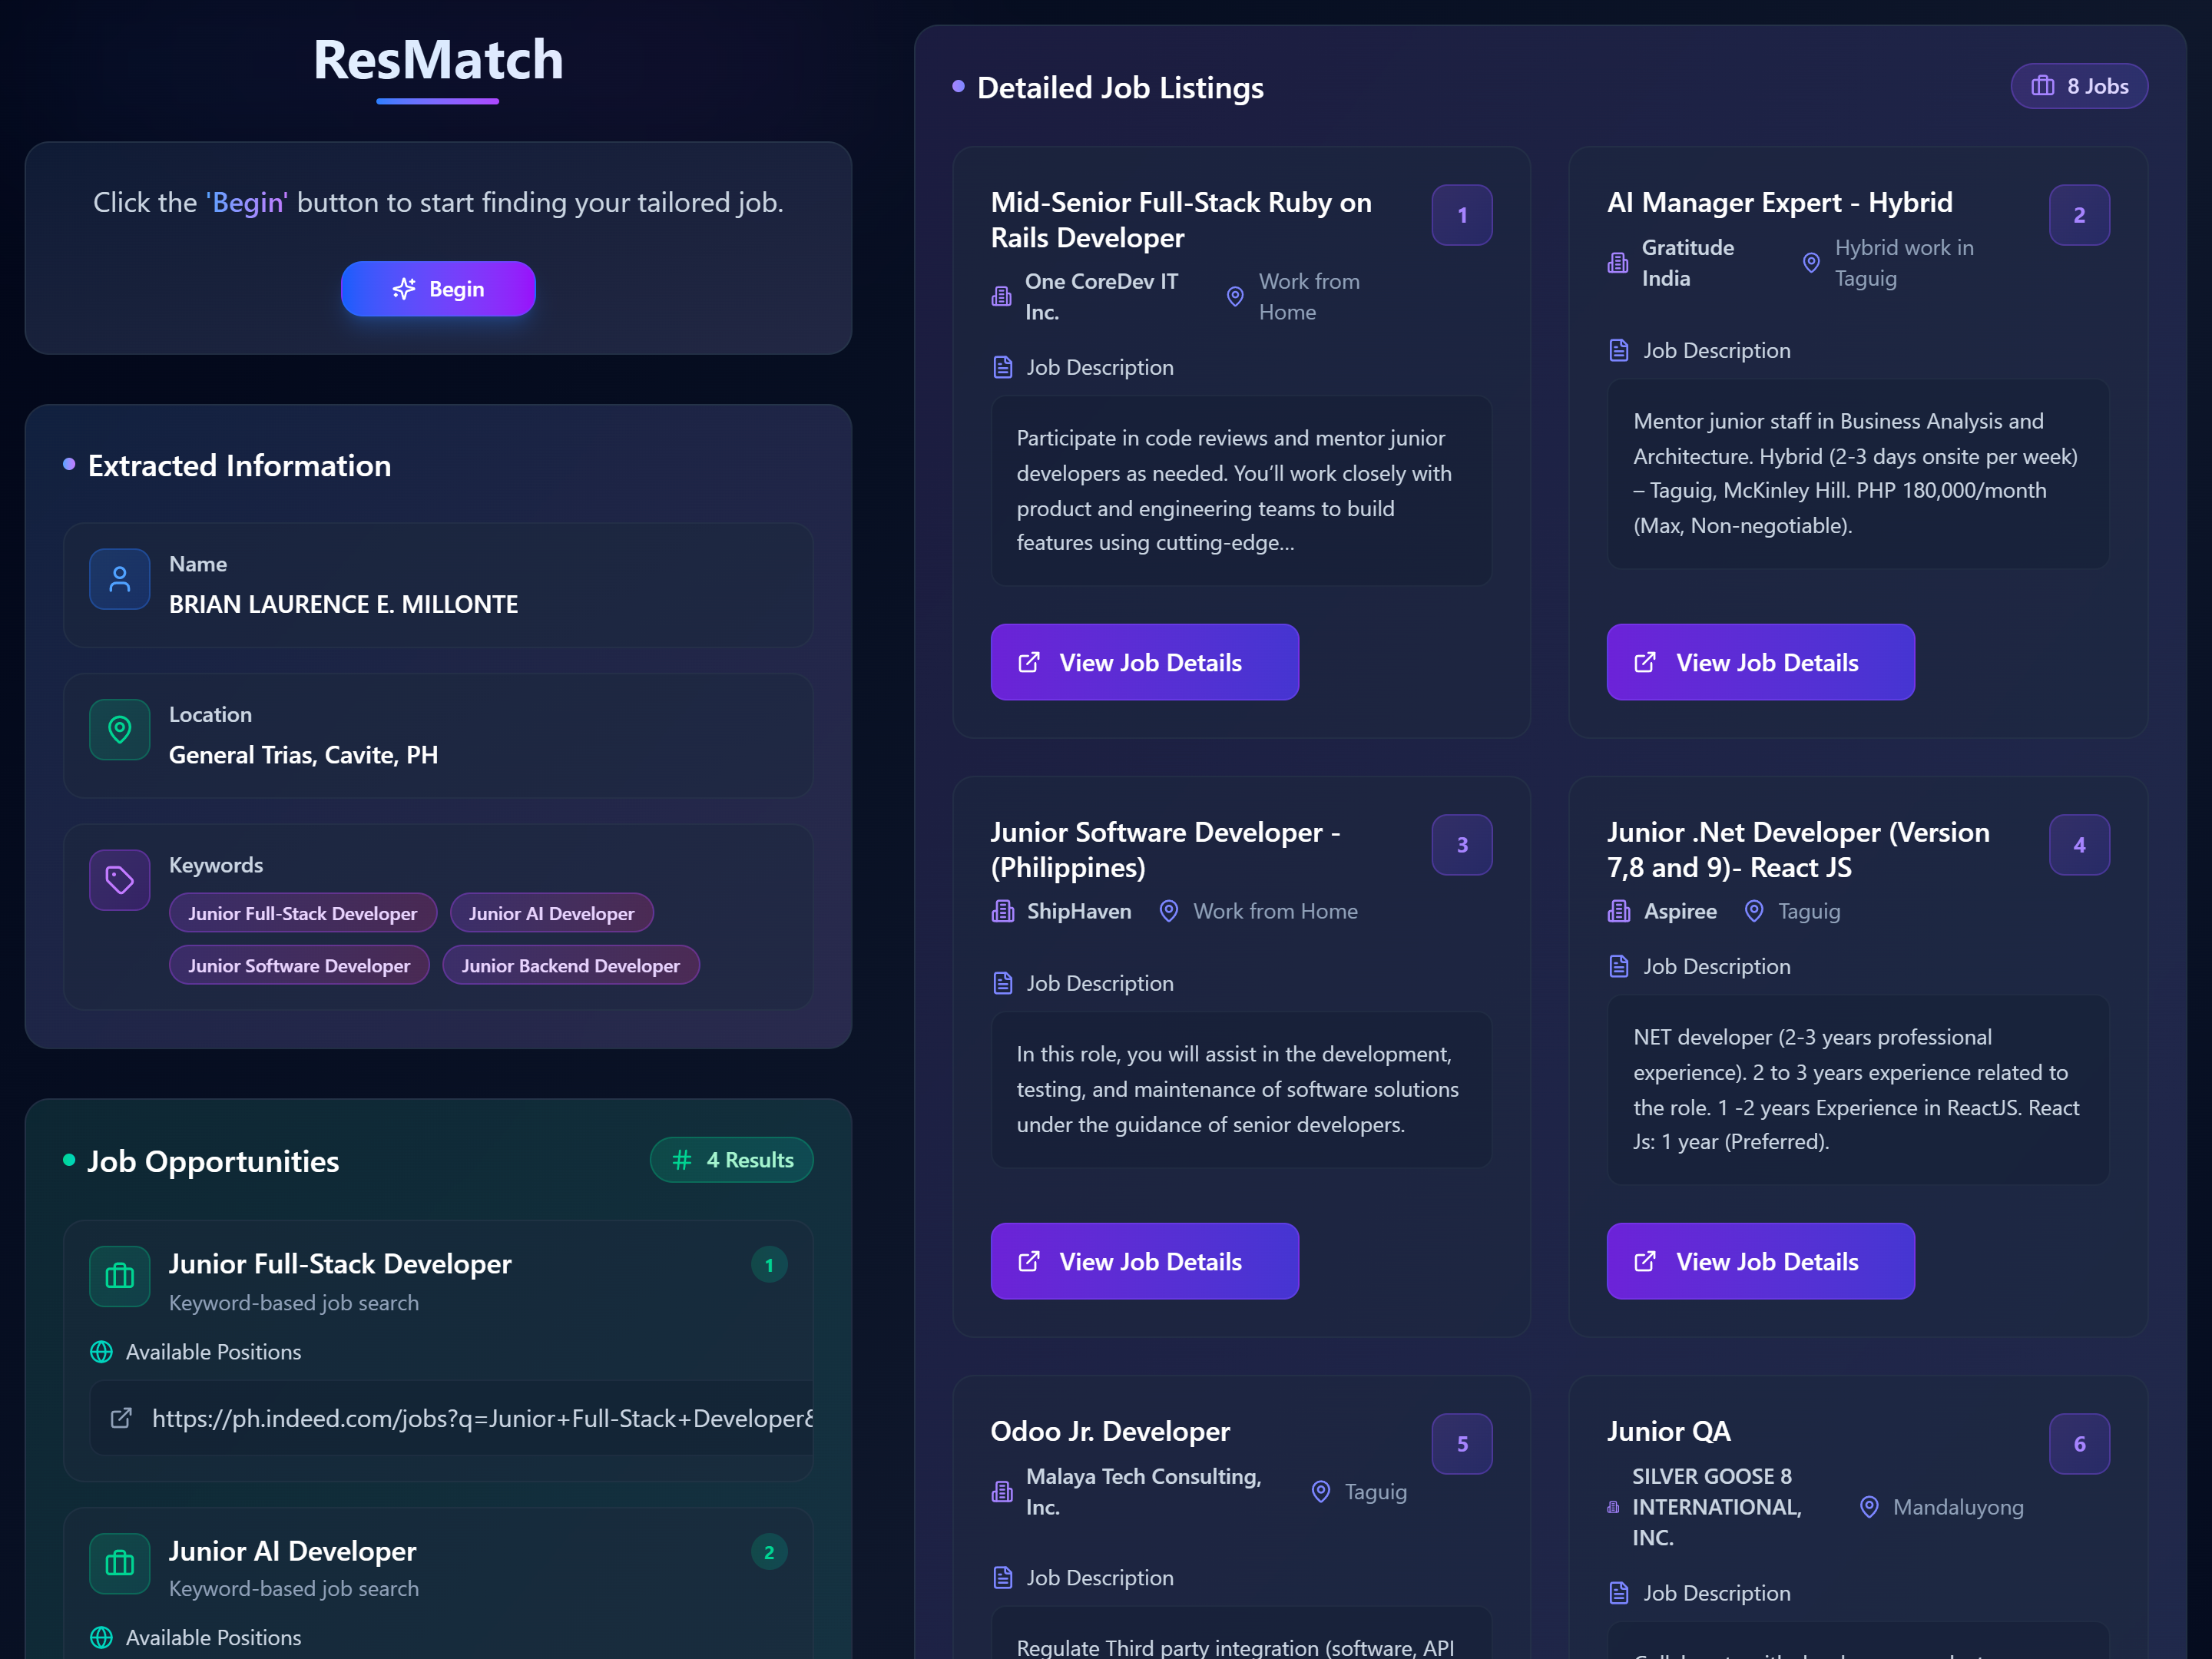 ResMatch
Click the 'Begin' button to start finding your tailored job.
Begin
Extracted Information
Name
BRIAN LAURENCE E. MILLONTE
Location
General Trias, Cavite, PH
Keywords
Junior Full-Stack Developer
Junior AI Developer
Junior Software Developer
Junior Backend Developer
Job Opportunities
4 Results
Junior Full-Stack Developer
1
Keyword-based job search
Available Positions
https://ph.indeed.com/jobs?q=Junior+Full-Stack+Developer&
Junior AI Developer
2
Keyword-based job search
Available Positions
Detailed Job Listings
8 Jobs
Mid-Senior Full-Stack Ruby on
Rails Developer
1
One CoreDev IT
Inc.
Work from
Home
Job Description
Participate in code reviews and mentor junior
developers as needed. You’ll work closely with
product and engineering teams to build
features using cutting-edge…
View Job Details
AI Manager Expert - Hybrid
2
Gratitude
India
Hybrid work in
Taguig
Job Description
Mentor junior staff in Business Analysis and
Architecture. Hybrid (2-3 days onsite per week)
– Taguig, McKinley Hill. PHP 180,000/month
(Max, Non-negotiable).
View Job Details
Junior Software Developer -
(Philippines)
3
ShipHaven
Work from Home
Job Description
In this role, you will assist in the development,
testing, and maintenance of software solutions
under the guidance of senior developers.
View Job Details
Junior .Net Developer (Version
7,8 and 9)- React JS
4
Aspiree
Taguig
Job Description
NET developer (2-3 years professional
experience). 2 to 3 years experience related to
the role. 1 -2 years Experience in ReactJS. React
Js: 1 year (Preferred).
View Job Details
Odoo Jr. Developer
5
Malaya Tech Consulting,
Inc.
Taguig
Job Description
Regulate Third party integration (software, API
Junior QA
6
SILVER GOOSE 8
INTERNATIONAL,
INC.
Mandaluyong
Job Description